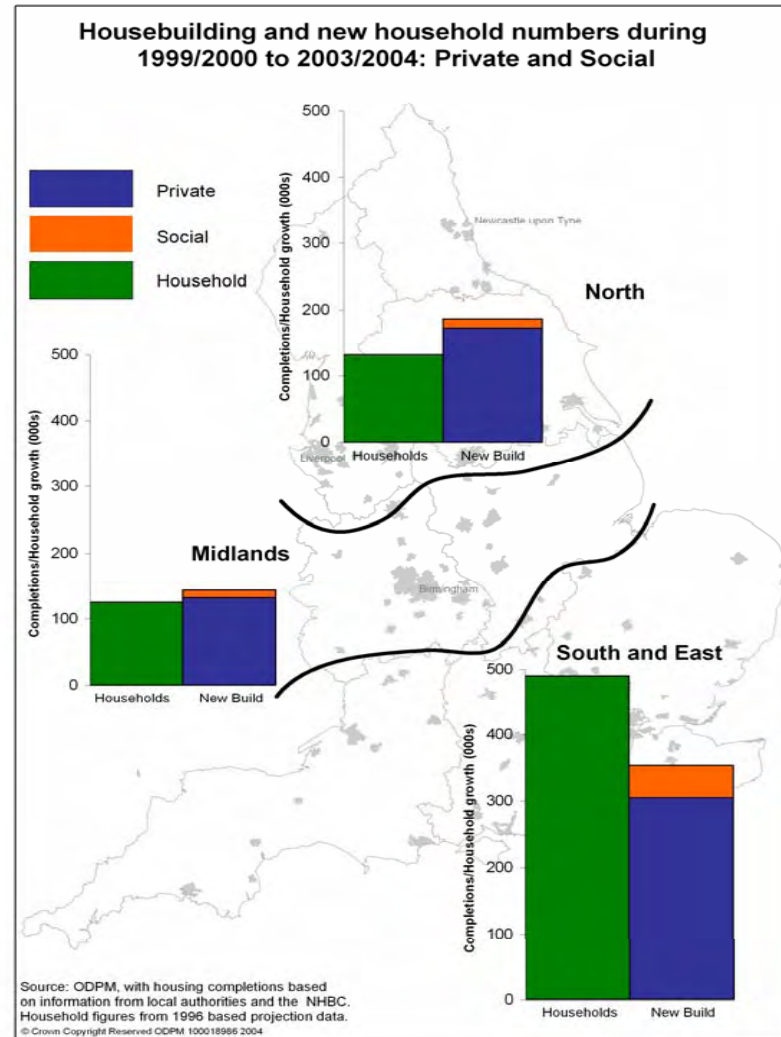 Housebuilding and new household numbers during
1999/2000 to 2003/2004: Private and Social
Private
Social
Household
Completions/Household growth (000s)
500
400
300
200
100
0
Households New Build
Newcastle upon Tyne
North
Liverpool
Completions/Household growth (000s)
500
400
300
200
100
0
Households New Build
Midlands
Birmingham
South and East
Completions/Household growth (000s)
500
400
300
200
100
0
Households New Build
Source: ODPM, with housing completions based
on information from local authorities and the NHBC.
Household figures from 1996 based projection data.
© Crown Copyright Reserved ODPM 100018986 2004